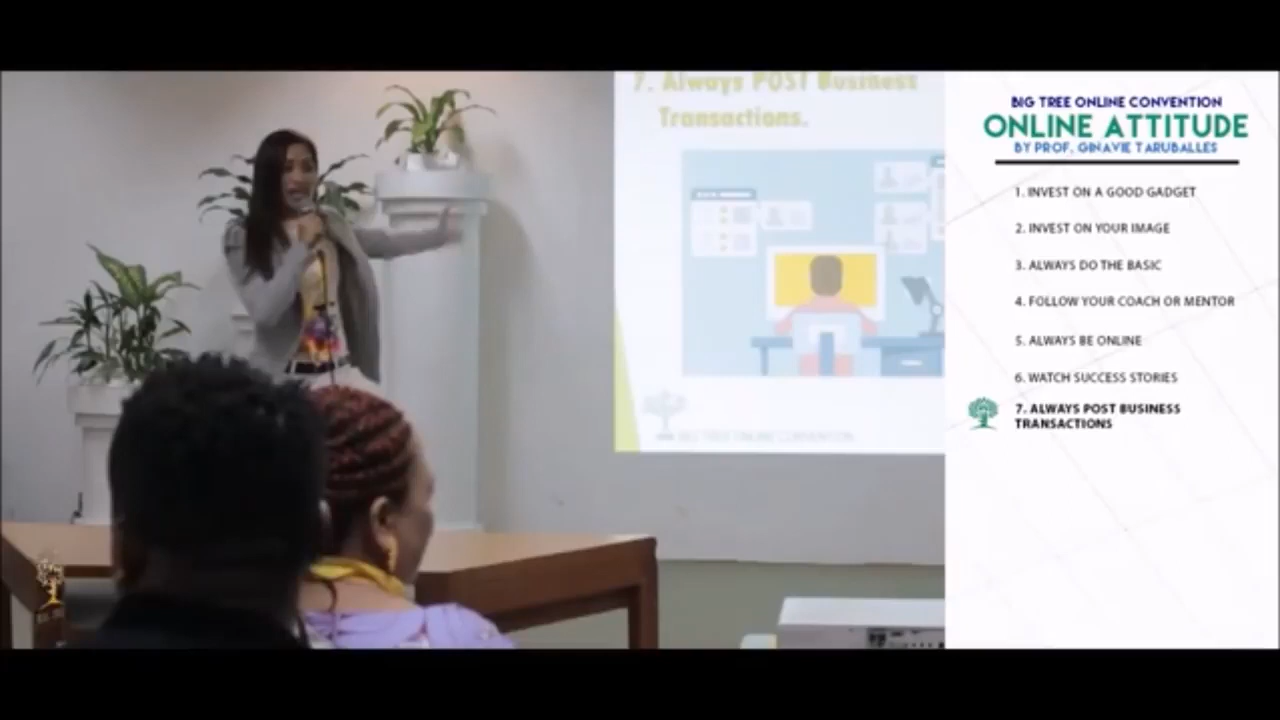 7. Always POST Business
Transactions.
BIG TREE ONLINE CONVENTION
BIG TREE ONLINE CONVENTION
ONLINE ATTITUDE
BY PROF. GINAVIE TARUBALLES
1. INVEST ON A GOOD GADGET
2. INVEST ON YOUR IMAGE
3. ALWAYS DO THE BASIC
4. FOLLOW YOUR COACH OR MENTOR
5. ALWAYS BE ONLINE
6. WATCH SUCCESS STORIES
7. ALWAYS POST BUSINESS
TRANSACTIONS